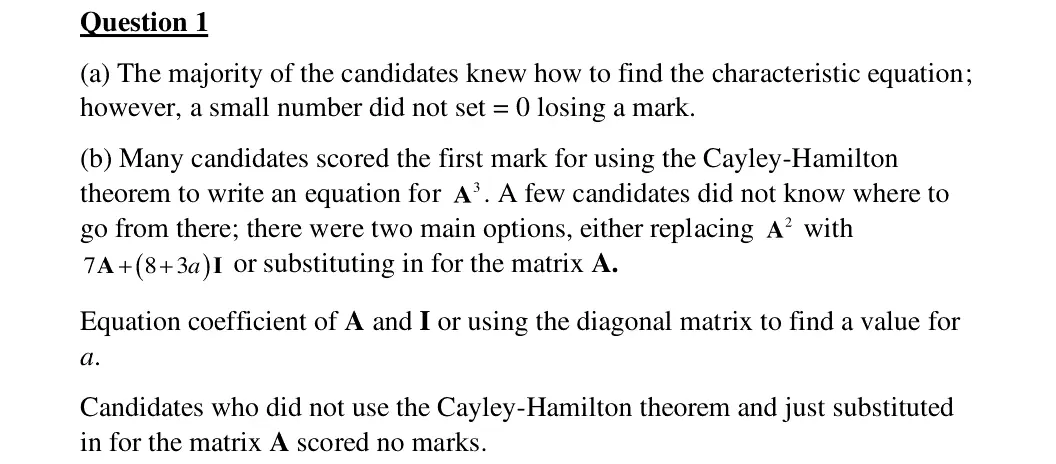 Question 1
(a) The majority of the candidates knew how to find the characteristic equation;
however, a small number did not set = 0 losing a mark.
(b) Many candidates scored the first mark for using the Cayley-Hamilton
theorem to write an equation for A³. A few candidates did not know where to
go from there; there were two main options, either replacing A² with
7A+(8+3a)I or substituting in for the matrix A.
Equation coefficient of A and I or using the diagonal matrix to find a value for
a.
Candidates who did not use the Cayley-Hamilton theorem and just substituted
in for the matrix A scored no marks.